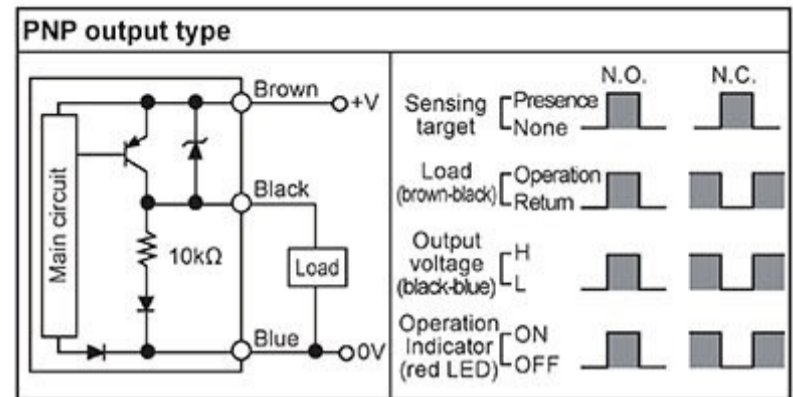 PNP output type
Main circuit
Brown
+V
Black
10kΩ
Load
Blue
0V
N.O. N.C.
Sensing target
Presence
None
Load (brown-black)
Operation
Return
Output voltage (black-blue)
H
L
Operation Indicator (red LED)
ON
OFF